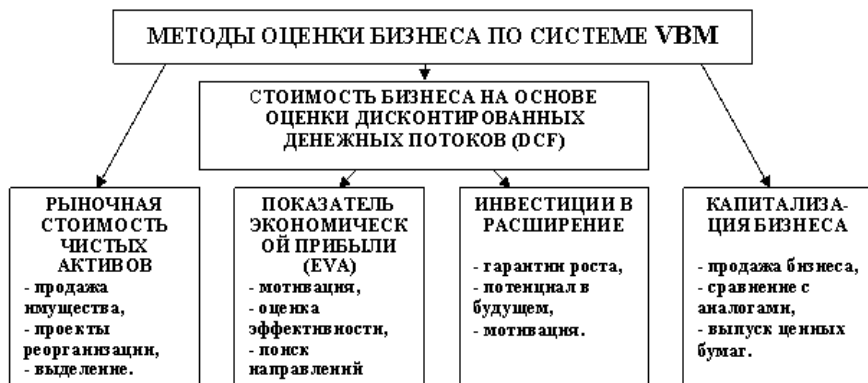 МЕТОДЫ ОЦЕНКИ БИЗНЕСА ПО СИСТЕМЕ VBM
СТОИМОСТЬ БИЗНЕСА НА ОСНОВЕ
ОЦЕНКИ ДИСКОНТИРОВАННЫХ
ДЕНЕЖНЫХ ПОТОКОВ (DCF)
РЫНОЧНАЯ
СТОИМОСТЬ
ЧИСТЫХ
АКТИВОВ
- продажа
имущества,
- проекты
реорганизации,
- выделение.
ПОКАЗАТЕЛЬ
ЭКОНОМИЧЕСК
ОЙ ПРИБЫЛИ
(EVA)
- мотивация,
- оценка
эффективности,
- поиск
направлений
ИНВЕСТИЦИИ В
РАСШИРЕНИЕ
- гарантии роста,
- потенциал в
будущем,
- мотивация.
КАПИТАЛИЗА-
ЦИЯ БИЗНЕСА
- продажа бизнеса,
- сравнение с
аналогами,
- выпуск ценных
бумаг.